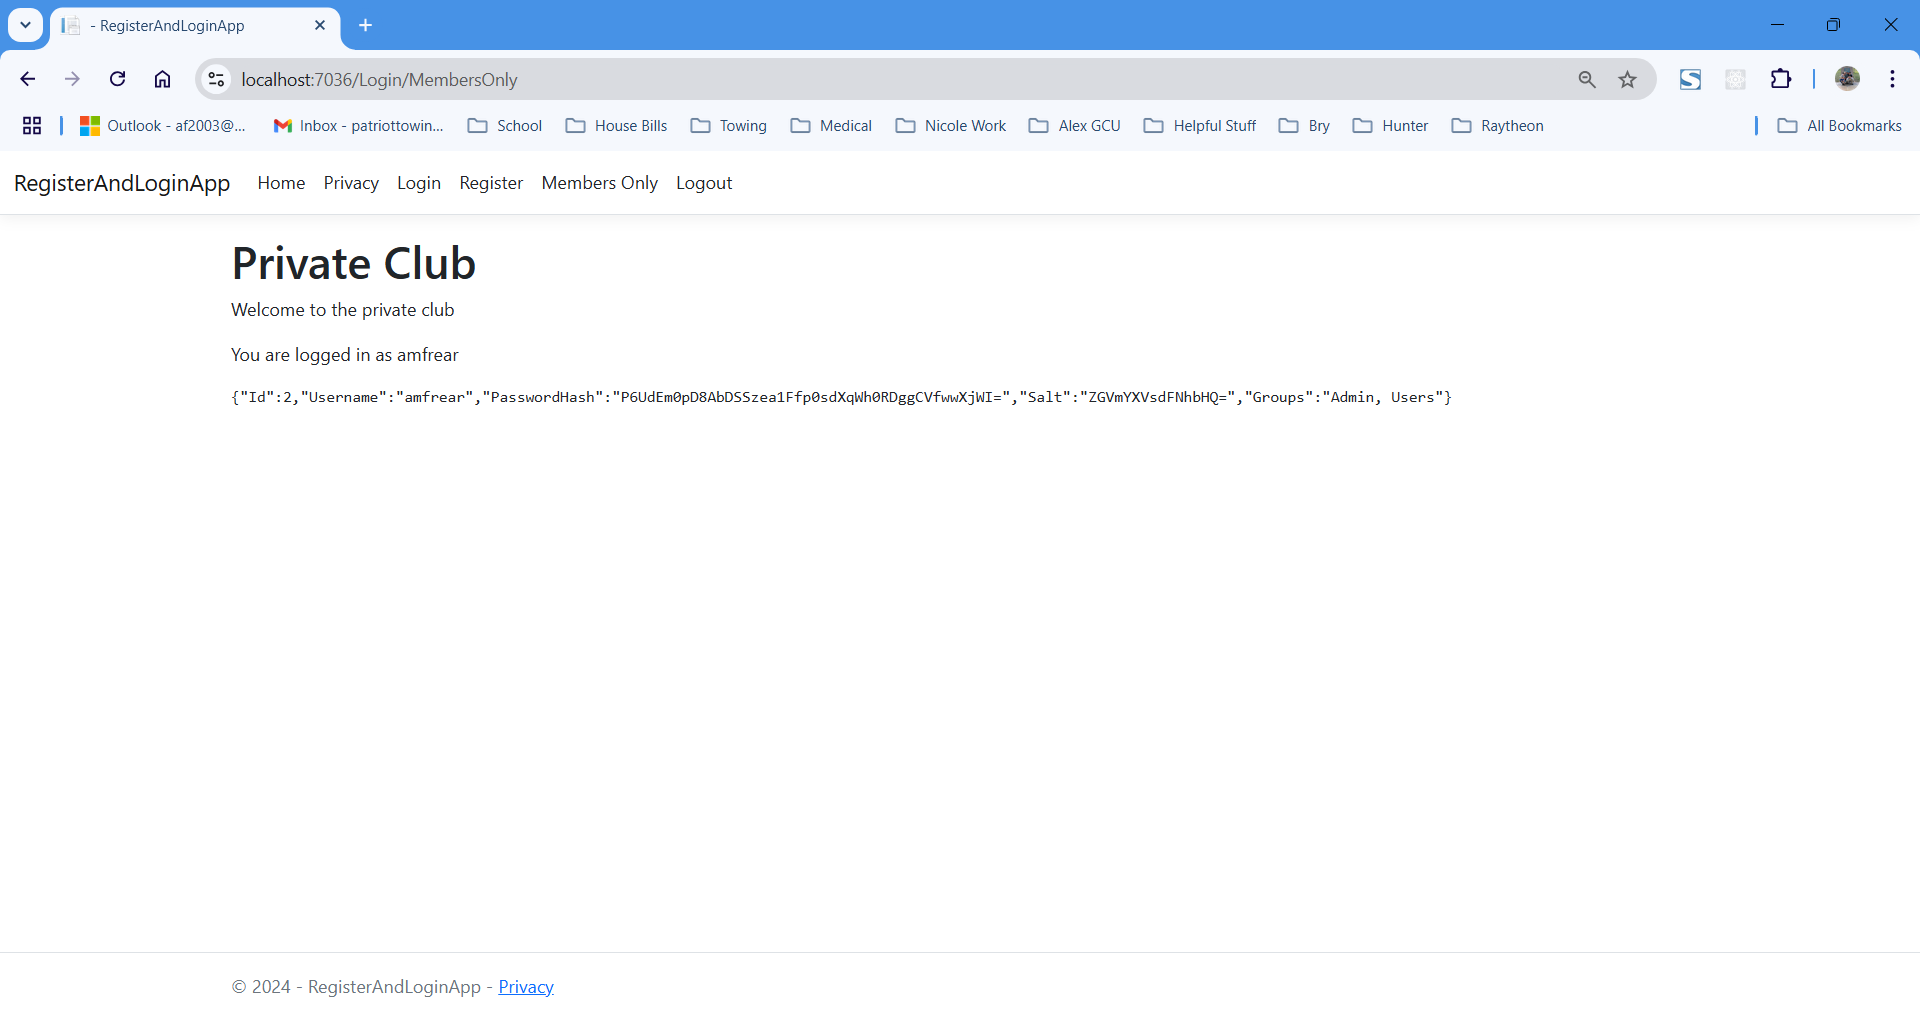 - RegisterAndLoginApp
localhost:7036/Login/MembersOnly
Outlook - af2003@... Inbox - patriottowin... School House Bills Towing Medical Nicole Work Alex GCU Helpful Stuff Bry Hunter Raytheon All Bookmarks
RegisterAndLoginApp Home Privacy Login Register Members Only Logout
Private Club
Welcome to the private club
You are logged in as amfrear
{"Id":2,"Username":"amfrear","PasswordHash":"P6UdEm0pD8AbDSSzea1Ffp0sdXqWh0RDggCVfwwXjWI=","Salt":"ZGVmYXVsdFNhbHQ=","Groups":"Admin, Users"}
© 2024 - RegisterAndLoginApp - Privacy